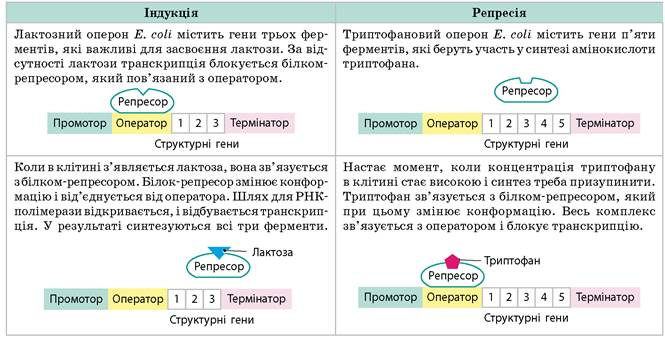 Індукція
Репресія
Лактозний оперон E. coli містить гени трьох фер-
ментів, які важливі для засвоєння лактози. За від-
сутності лактози транскрипція блокується білком-
репресором, який пов’язаний з оператором.
Репресор
Промотор Оператор 1 2 3 Термінатор
Структурні гени
Триптофановий оперон E. coli містить гени п’яти
ферментів, які беруть участь у синтезі амінокислоти
триптофана.
Репресор
Промотор Оператор 1 2 3 4 5 Термінатор
Структурні гени
Коли в клітині з’являється лактоза, вона зв’язується
з білком-репресором. Білок-репресор змінює конфор-
мацію і від’єднується від оператора. Шлях для РНК-
полімерази відкривається, і відбувається транскрип-
ція. У результаті синтезуються всі три ферменти.
Лактоза
Репресор
Промотор Оператор 1 2 3 Термінатор
Структурні гени
Настає момент, коли концентрація триптофану
в клітині стає високою і синтез треба призупинити.
Триптофан зв’язується з білком-репресором, який
при цьому змінює конформацію. Весь комплекс
зв’язується з оператором і блокує транскрипцію.
Триптофан
Репресор
Промотор Оператор 1 2 3 4 5 Термінатор
Структурні гени